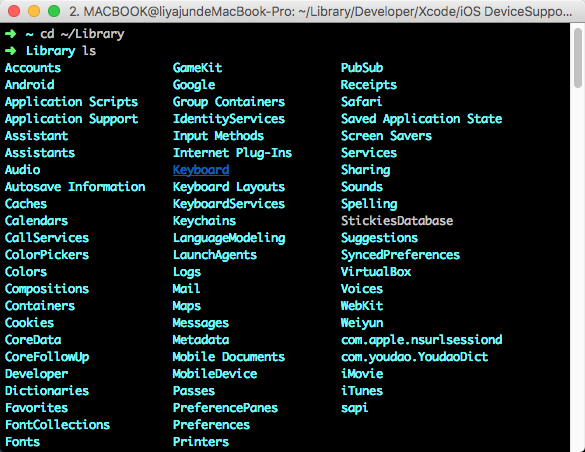 2. MACBOOK@liyajundeMacBook-Pro: ~/Library/Developer/Xcode/iOS DeviceSuppo...
➜ ~ cd ~/Library
➜ Library ls
Accounts GameKit PubSub
Android Google Receipts
Application Scripts Group Containers Safari
Application Support IdentityServices Saved Application State
Assistant Input Methods Screen Savers
Assistants Internet Plug-Ins Services
Audio Keyboard Sharing
Autosave Information Keyboard Layouts Sounds
Caches KeyboardServices Spelling
Calendars Keychains StickiesDatabase
CallServices LanguageModeling Suggestions
ColorPickers LaunchAgents SyncedPreferences
Colors Logs VirtualBox
Compositions Mail Voices
Containers Maps WebKit
Cookies Messages Weiyun
CoreData Metadata com.apple.nsurlsessiond
CoreFollowUp Mobile Documents com.youdao.YoudaoDict
Developer MobileDevice iMovie
Dictionaries Passes iTunes
Favorites PreferencePanes sapi
FontCollections Preferences
Fonts Printers